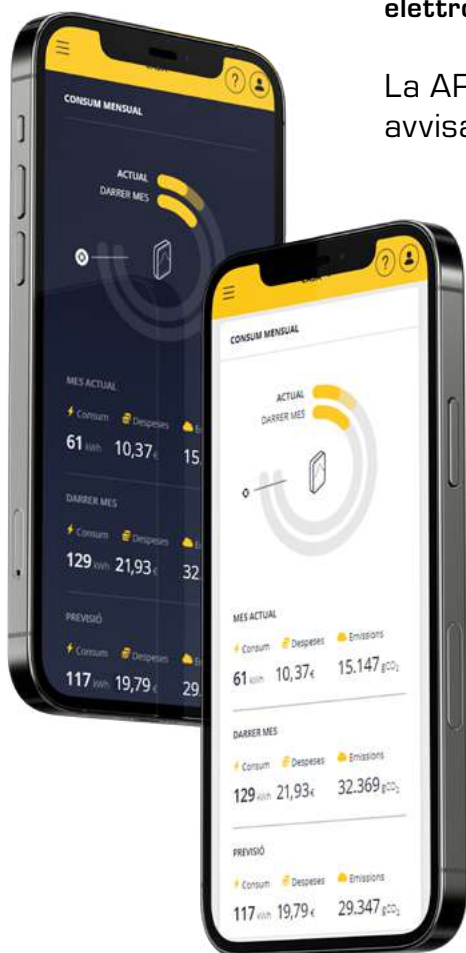 elettro
La AP
avvisa
?
CONSUM MENSUAL
ACTUAL
DARRER MES
MES ACTUAL
Consum Despeses
61 kWh 10,37€ 15.
DARRER MES
Consum Despeses
129 kWh 21,93€ 32.
PREVISIÓ
Consum Despeses
117 kWh 19,79€ 29.
?
CONSUM MENSUAL
ACTUAL
DARRER MES
MES ACTUAL
Consum Despeses Emissions
61 kWh 10,37€ 15.147 gCO₂
DARRER MES
Consum Despeses Emissions
129 kWh 21,93€ 32.369 gCO₂
PREVISIÓ
Consum Despeses Emissions
117 kWh 19,79€ 29.347 gCO₂